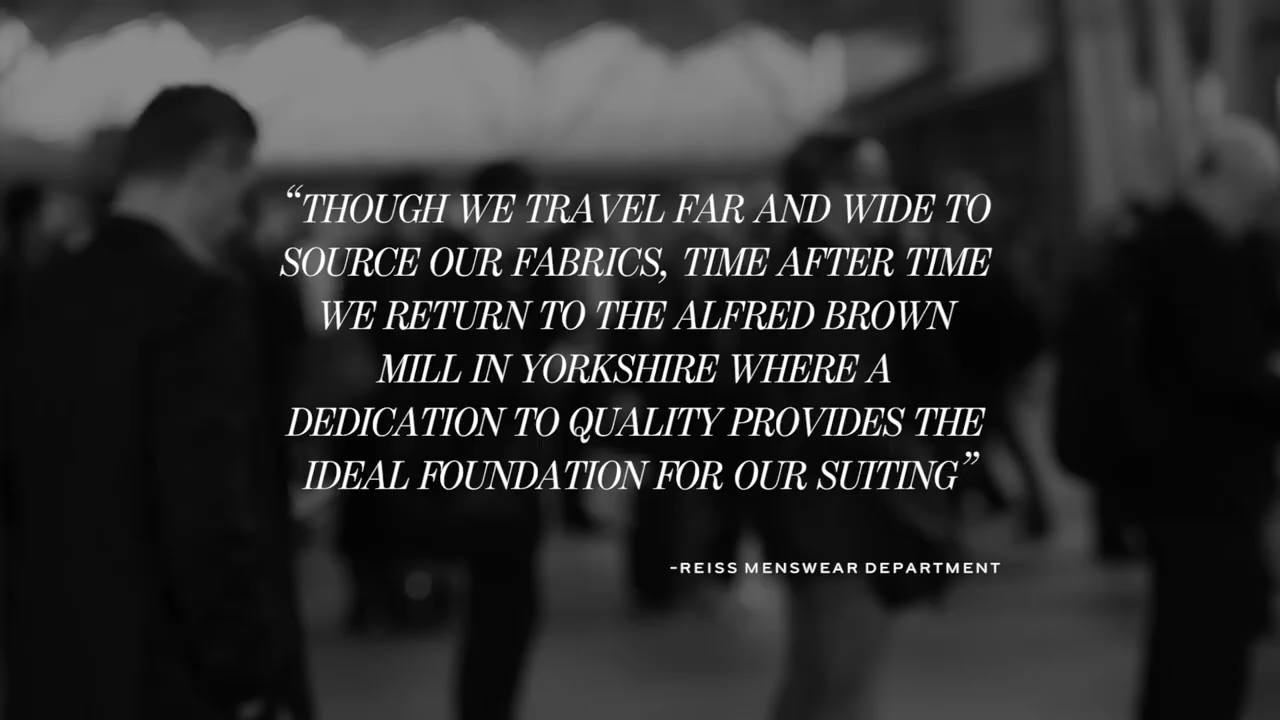 “THOUGH WE TRAVEL FAR AND WIDE TO
SOURCE OUR FABRICS, TIME AFTER TIME
WE RETURN TO THE ALFRED BROWN
MILL IN YORKSHIRE WHERE A
DEDICATION TO QUALITY PROVIDES THE
IDEAL FOUNDATION FOR OUR SUITING”
-REISS MENSWEAR DEPARTMENT